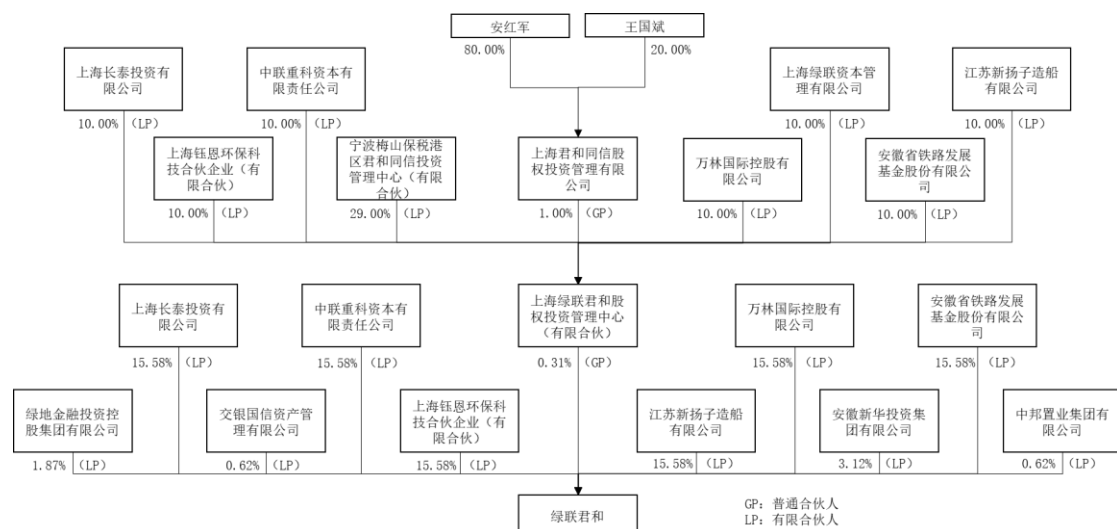 安红军
王国斌
80.00%
20.00%
上海长泰投资有
限公司
中联重科资本有
限责任公司
上海绿联资本管
理有限公司
江苏新扬子造船
有限公司
10.00% （LP）
10.00% （LP）
10.00% （LP）
10.00% （LP）
上海钰恩环保科
技合伙企业（有
限合伙）
宁波梅山保税港
区君和同信投资
管理中心（有限
合伙）
上海君和同信股
权投资管理有限
公司
万林国际控股有
限公司
安徽省铁路发展
基金股份有限公
司
10.00% （LP）
29.00% （LP）
1.00% （GP）
10.00% （LP）
10.00% （LP）
上海长泰投资有
限公司
中联重科资本有
限责任公司
上海绿联君和股
权投资管理中心
（有限合伙）
万林国际控股有
限公司
安徽省铁路发展
基金股份有限公
司
15.58% （LP）
15.58% （LP）
0.31% （GP）
15.58% （LP）
15.58% （LP）
绿地金融投资控
股集团有限公司
交银国信资产管
理有限公司
上海钰恩环保科
技合伙企业（有
限合伙）
江苏新扬子造船
有限公司
安徽新华投资集
团有限公司
中邦置业集团有
限公司
1.87% （LP）
0.62% （LP）
15.58% （LP）
15.58% （LP）
3.12% （LP）
0.62% （LP）
绿联君和
GP：普通合伙人
LP：有限合伙人